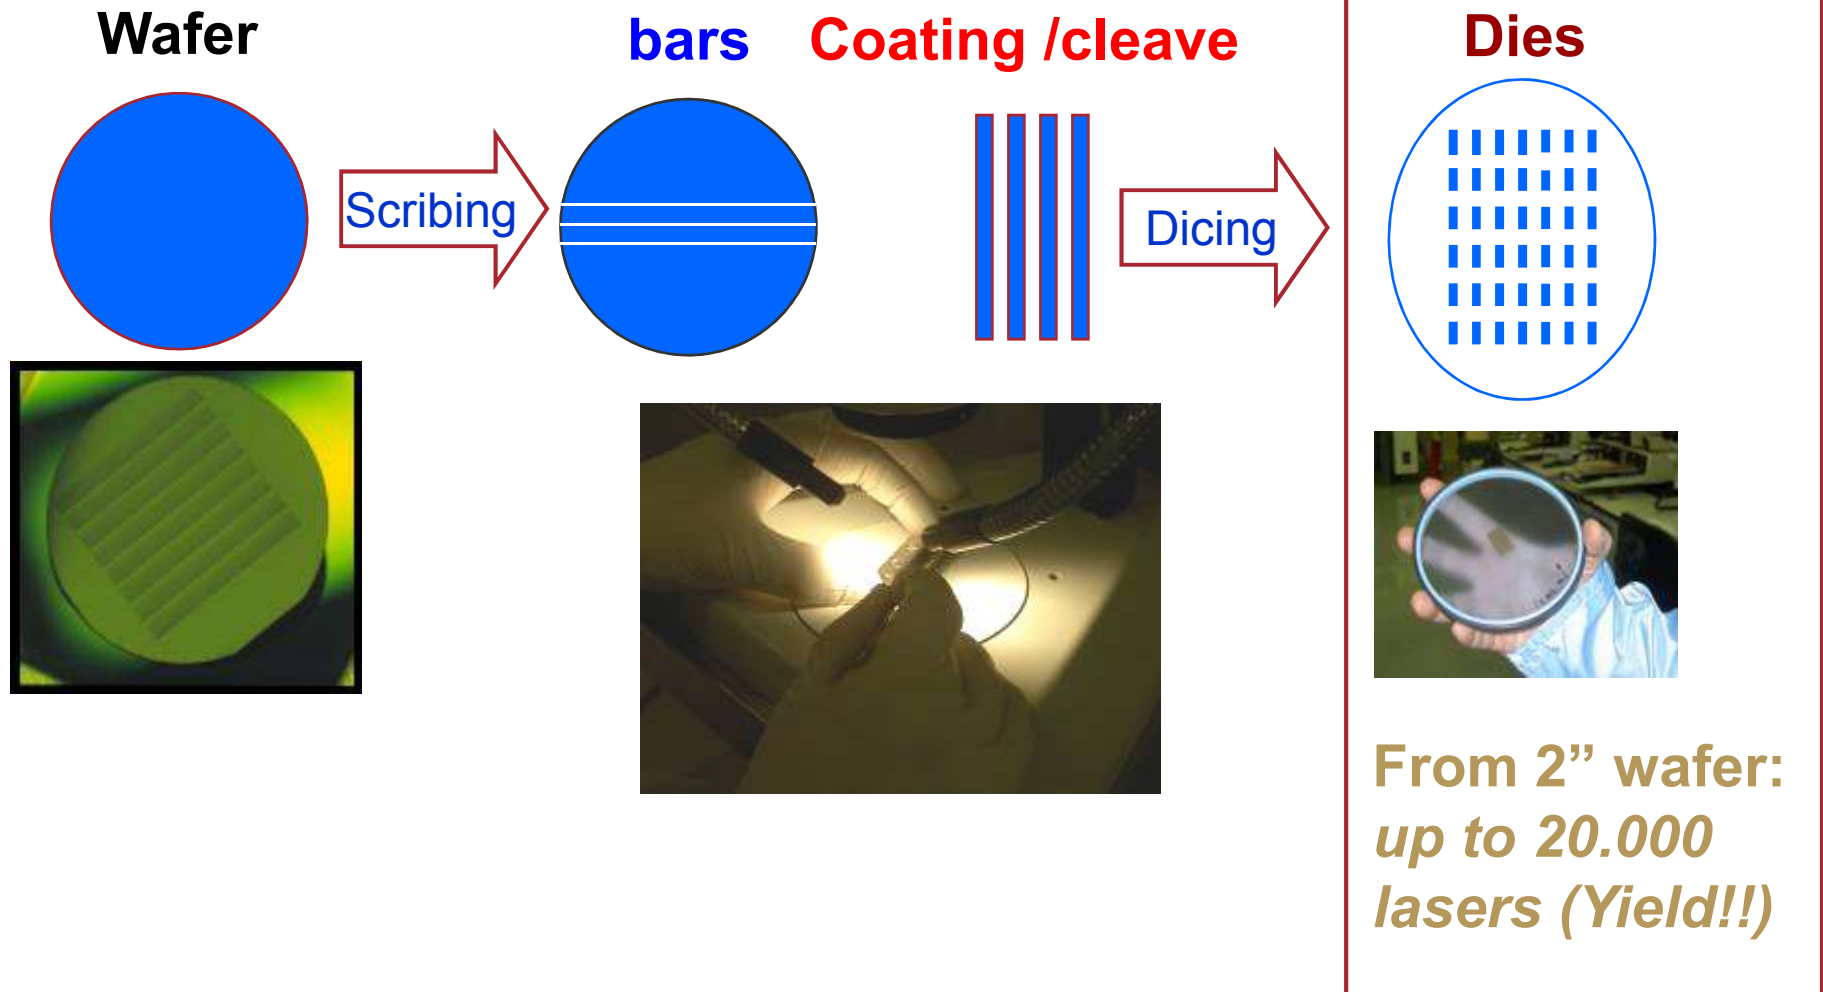 Wafer
bars
Coating /cleave
Dies
Scribing
Dicing
From 2” wafer:
up to 20.000
lasers (Yield!!)